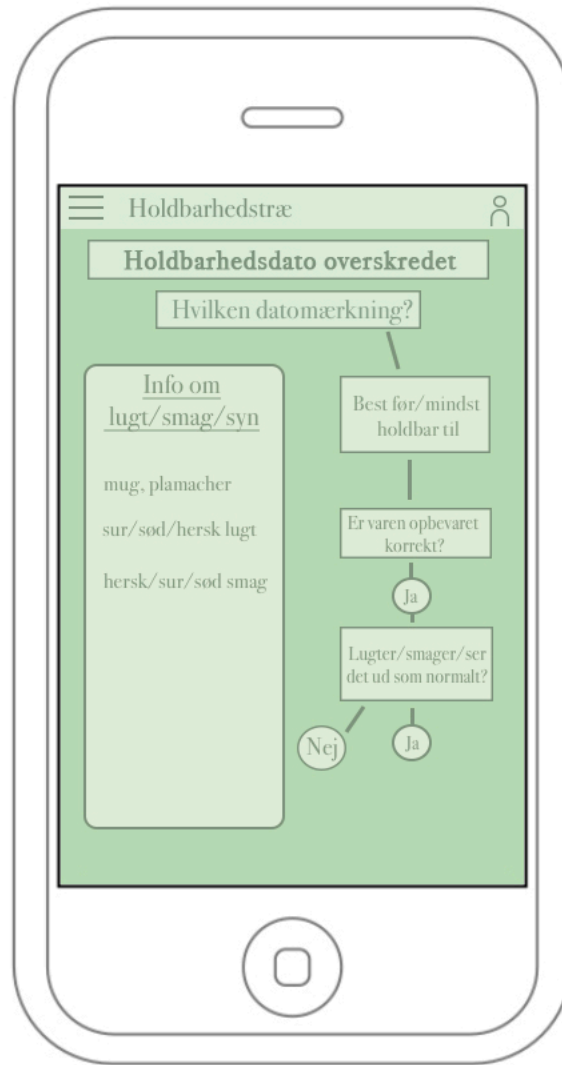 Holdbarhedstræ
Holdbarhedsdato overskredet
Hvilken datomærkning?
Info om
lugt/smag/syn
mug, plamacher
sur/sød/hersk lugt
hersk/sur/sød smag
Best før/mindst
holdbar til
Er varen opbevaret
korrekt?
Ja
Lugter/smager/ser
det ud som normalt?
Nej
Ja